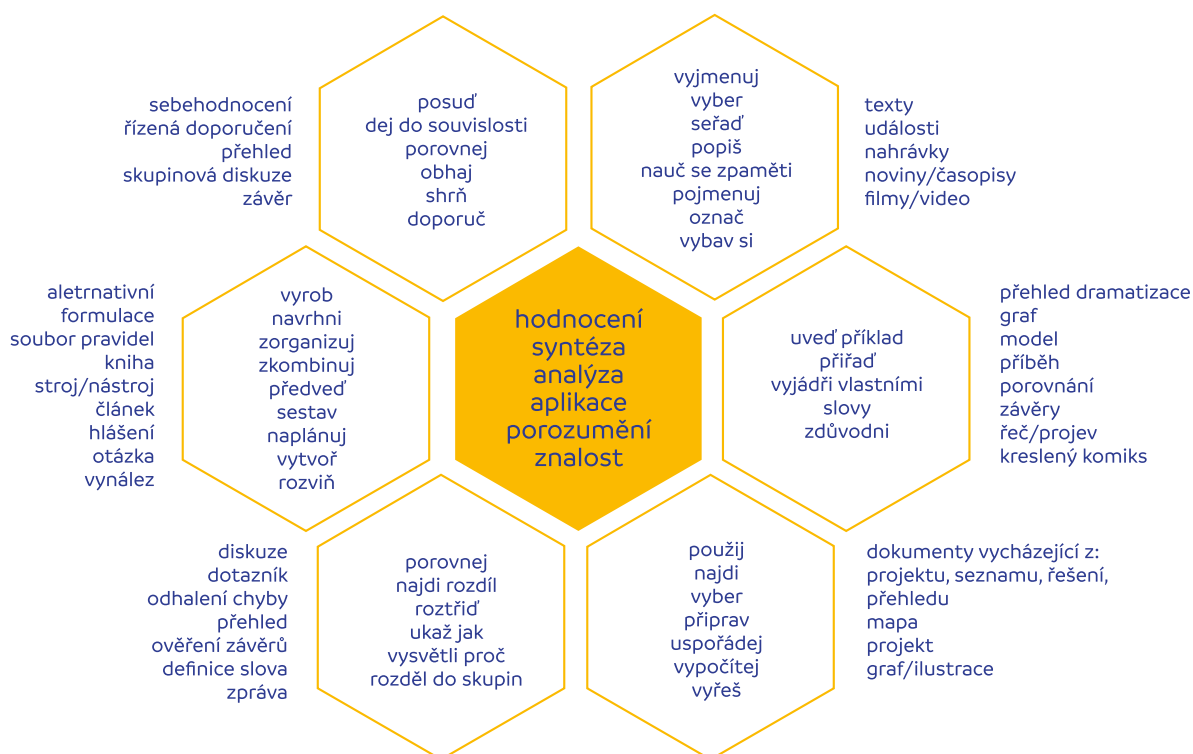 sebehodnocení
řízená doporučení
přehled
skupinová diskuze
závěr
posuď
dej do souvislosti
porovnej
obhaj
shrň
doporuč
vyjmenuj
vyber
seřaď
popiš
nauč se zpaměti
pojmenuj
označ
vybav si
texty
události
nahrávky
noviny/časopisy
filmy/video
aletrnativní
formulace
soubor pravidel
kniha
stroj/nástroj
článek
hlášení
otázka
vynález
vyrob
navrhni
zorganizuj
zkombinuj
předveď
sestav
naplánuj
vytvoř
rozviň
hodnocení
syntéza
analýza
aplikace
porozumění
znalost
uveď příklad
přiřaď
vyjádři vlastními
slovy
zdůvodni
přehled dramatizace
graf
model
příběh
porovnání
závěry
řeč/projev
kreslený komiks
diskuze
dotazník
odhalení chyby
přehled
ověření závěrů
definice slova
zpráva
porovnej
najdi rozdíl
roztřiď
ukaž jak
vysvětli proč
rozděl do skupin
použij
najdi
vyber
připrav
uspořádej
vypočítej
vyřeš
dokumenty vycházející z:
projektu, seznamu, řešení,
přehledu
mapa
projekt
graf/ilustrace